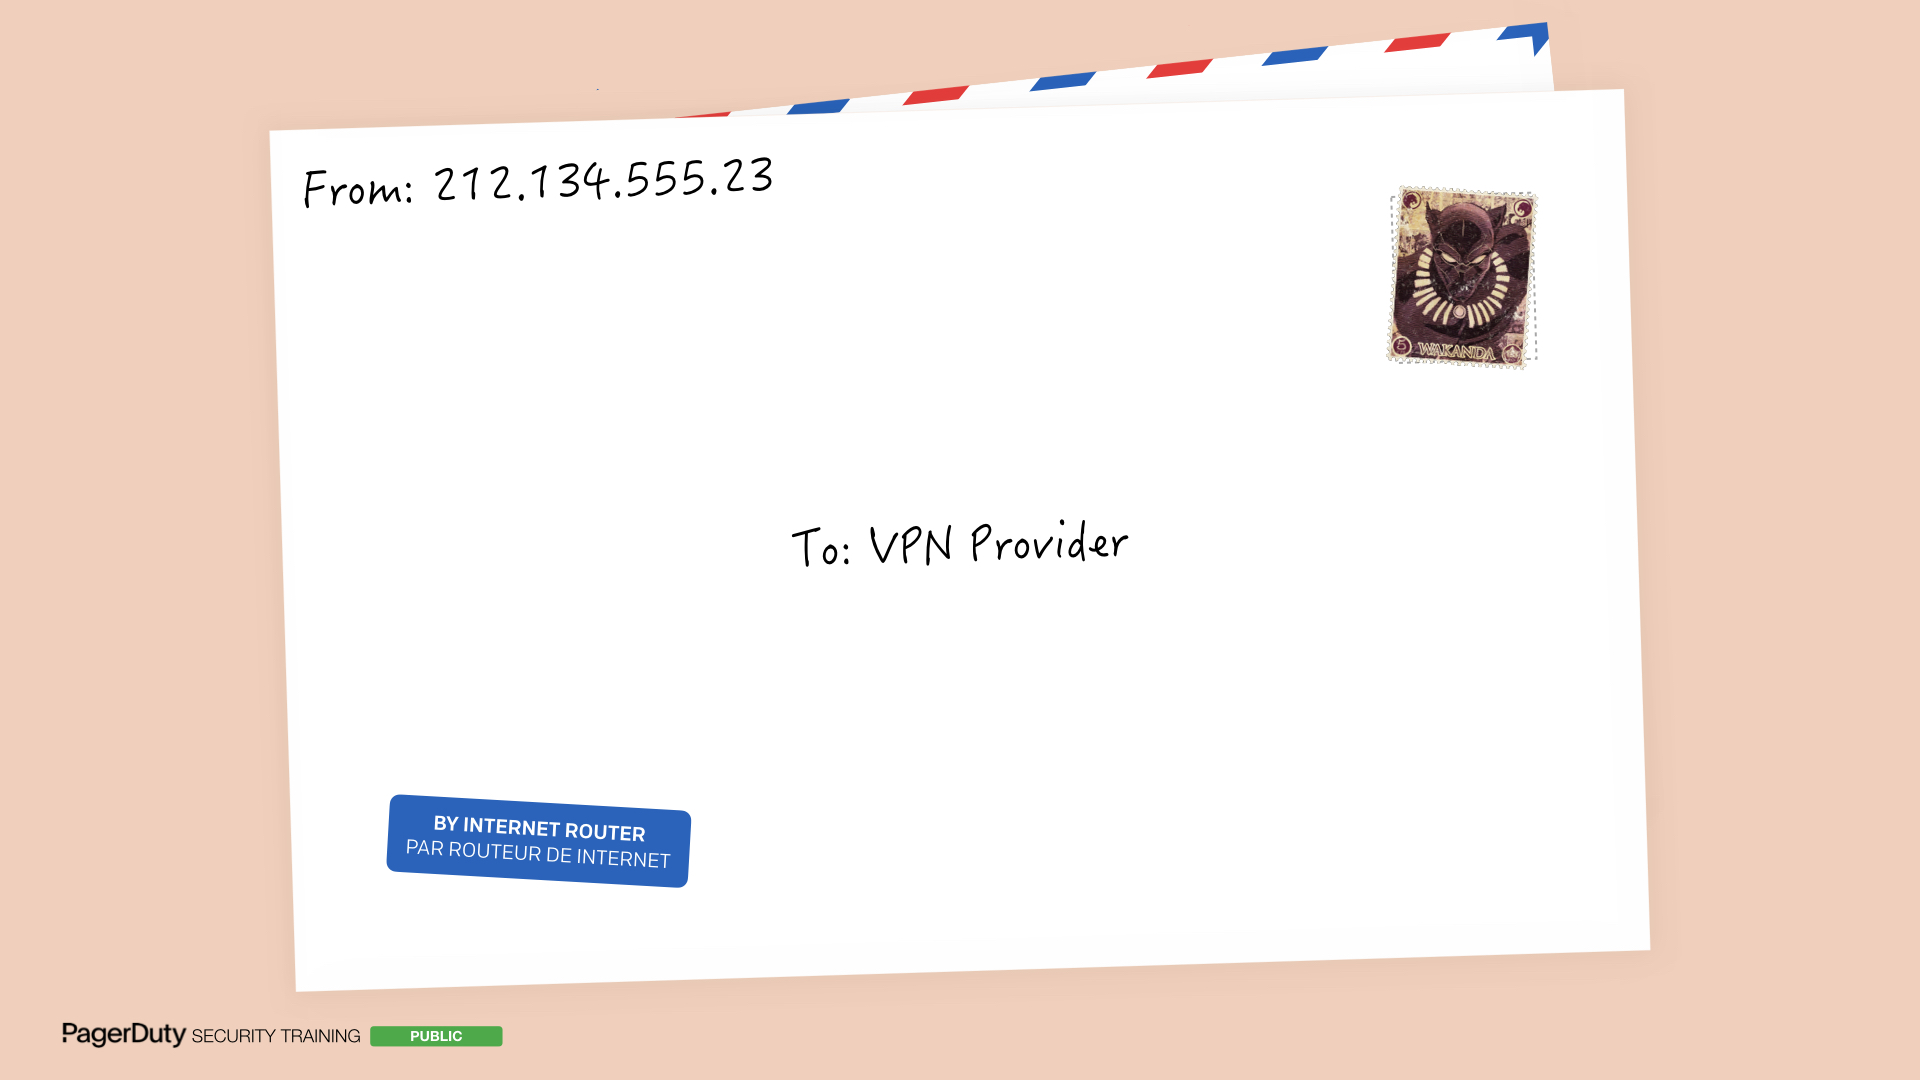 From: 212.134.555.23
5 WAKANDA
To: VPN Provider
BY INTERNET ROUTER
PAR ROUTEUR DE INTERNET
PagerDuty SECURITY TRAINING PUBLIC